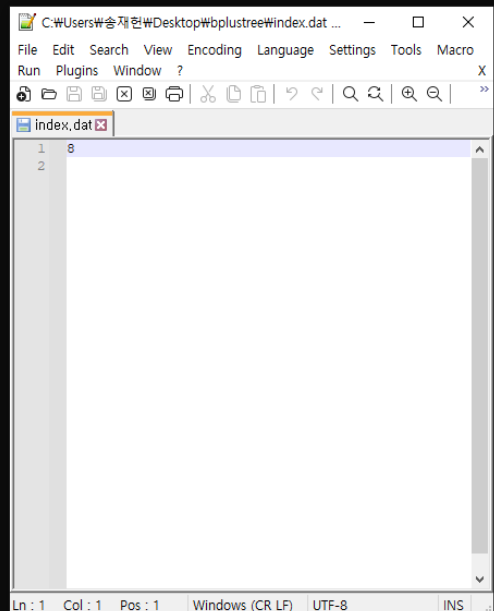 C:₩Users₩송재헌₩Desktop₩bplustree₩index.dat ...
File Edit Search View Encoding Language Settings Tools Macro
Run Plugins Window ? X
index.dat
1 8
2
Ln : 1 Col : 1 Pos : 1 Windows (CR LF) UTF-8 INS